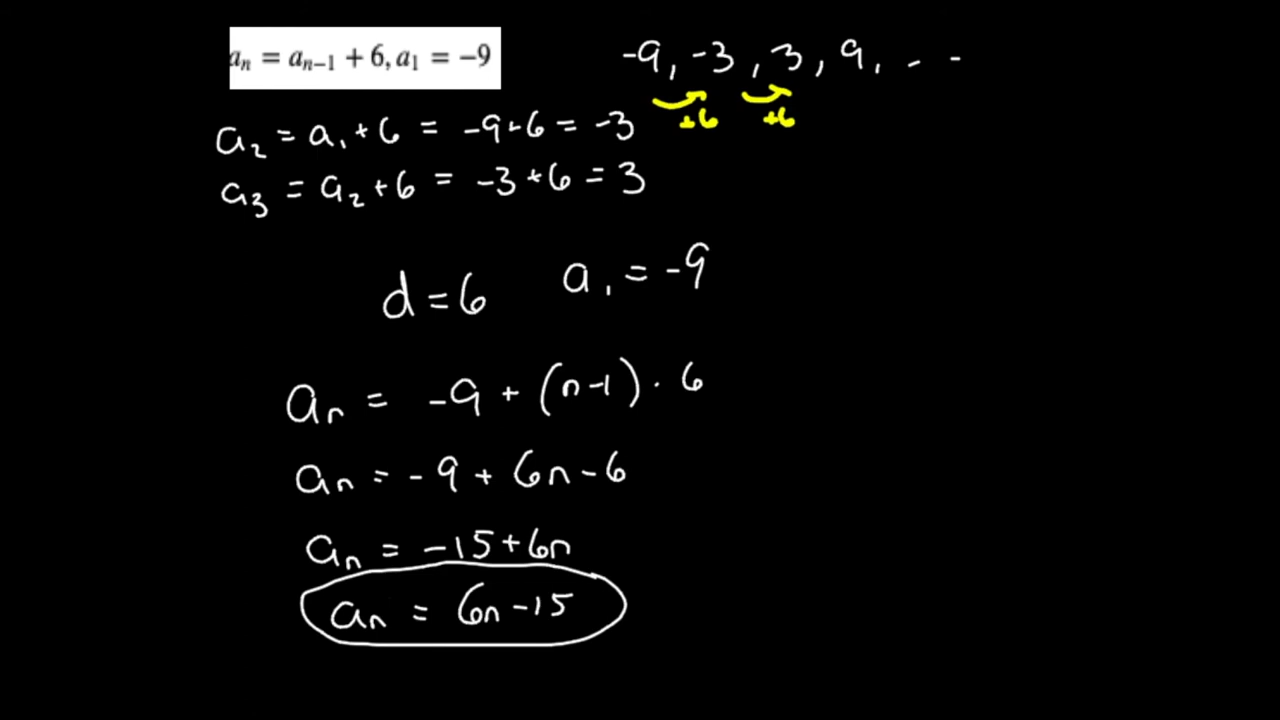 aₙ = aₙ₋₁ + 6, a₁ = −9
-9, -3, 3, 9, . . -
+6 +6
a₂ = a₁ + 6 = -9+6 = -3
a₃ = a₂ + 6 = -3 + 6 = 3
d = 6 a₁ = -9
aₙ = -9 + (n-1) · 6
aₙ = -9 + 6n - 6
aₙ = -15 + 6n
aₙ = 6n - 15